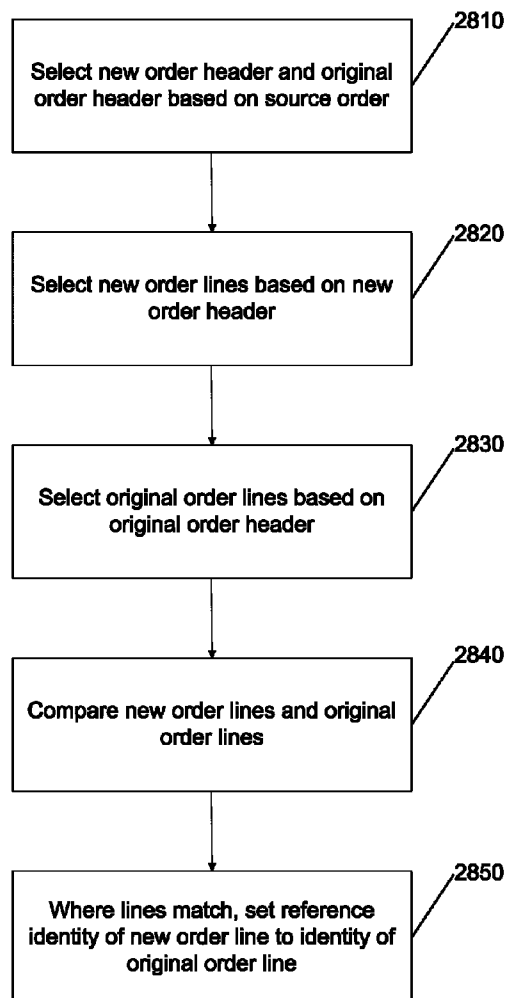 2810
Select new order header and original
order header based on source order
2820
Select new order lines based on new
order header
2830
Select original order lines based on
original order header
2840
Compare new order lines and original
order lines
2850
Where lines match, set reference
identity of new order line to identity of
original order line